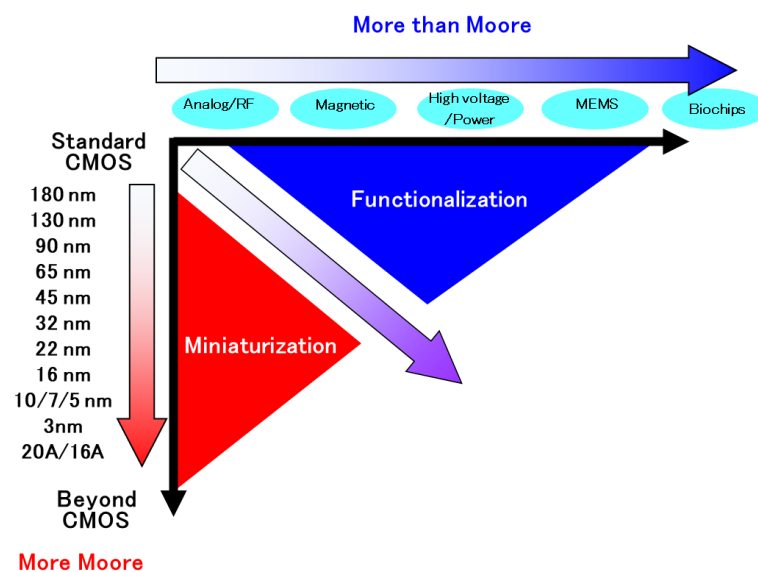 More than Moore
Analog/RF
Magnetic
High voltage
/Power
MEMS
Biochips
Standard
CMOS
180 nm
130 nm
90 nm
65 nm
45 nm
32 nm
22 nm
16 nm
10/7/5 nm
3nm
20A/16A
Functionalization
Miniaturization
Beyond
CMOS
More Moore